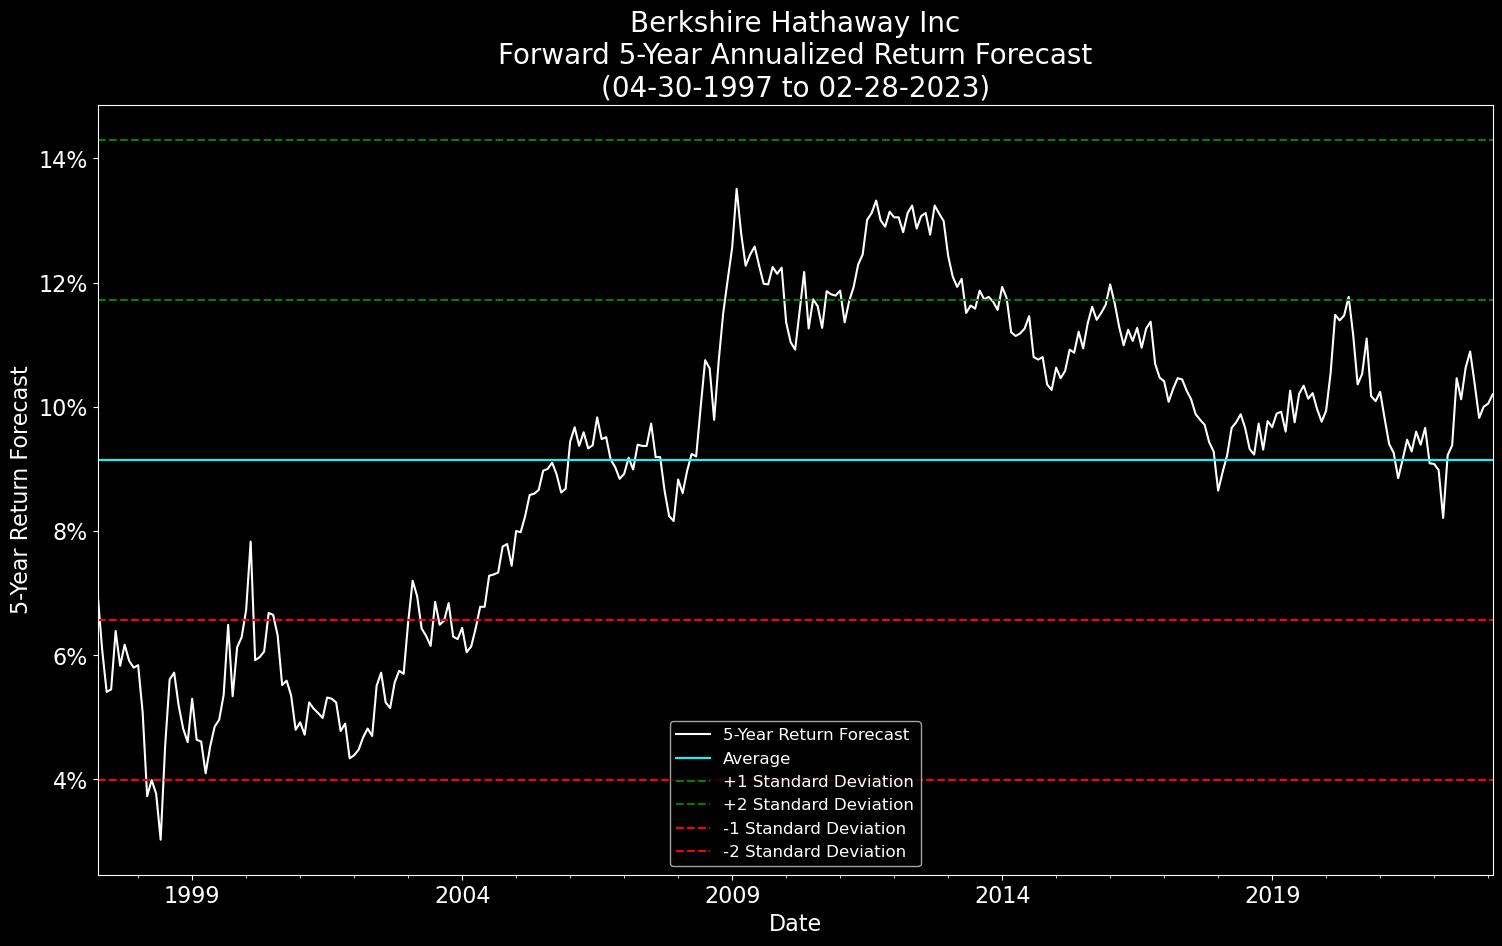 Berkshire Hathaway Inc
Forward 5-Year Annualized Return Forecast
(04-30-1997 to 02-28-2023)
5-Year Return Forecast
14%
12%
10%
8%
6%
4%
5-Year Return Forecast
Average
+1 Standard Deviation
+2 Standard Deviation
-1 Standard Deviation
-2 Standard Deviation
1999 2004 2009 2014 2019
Date